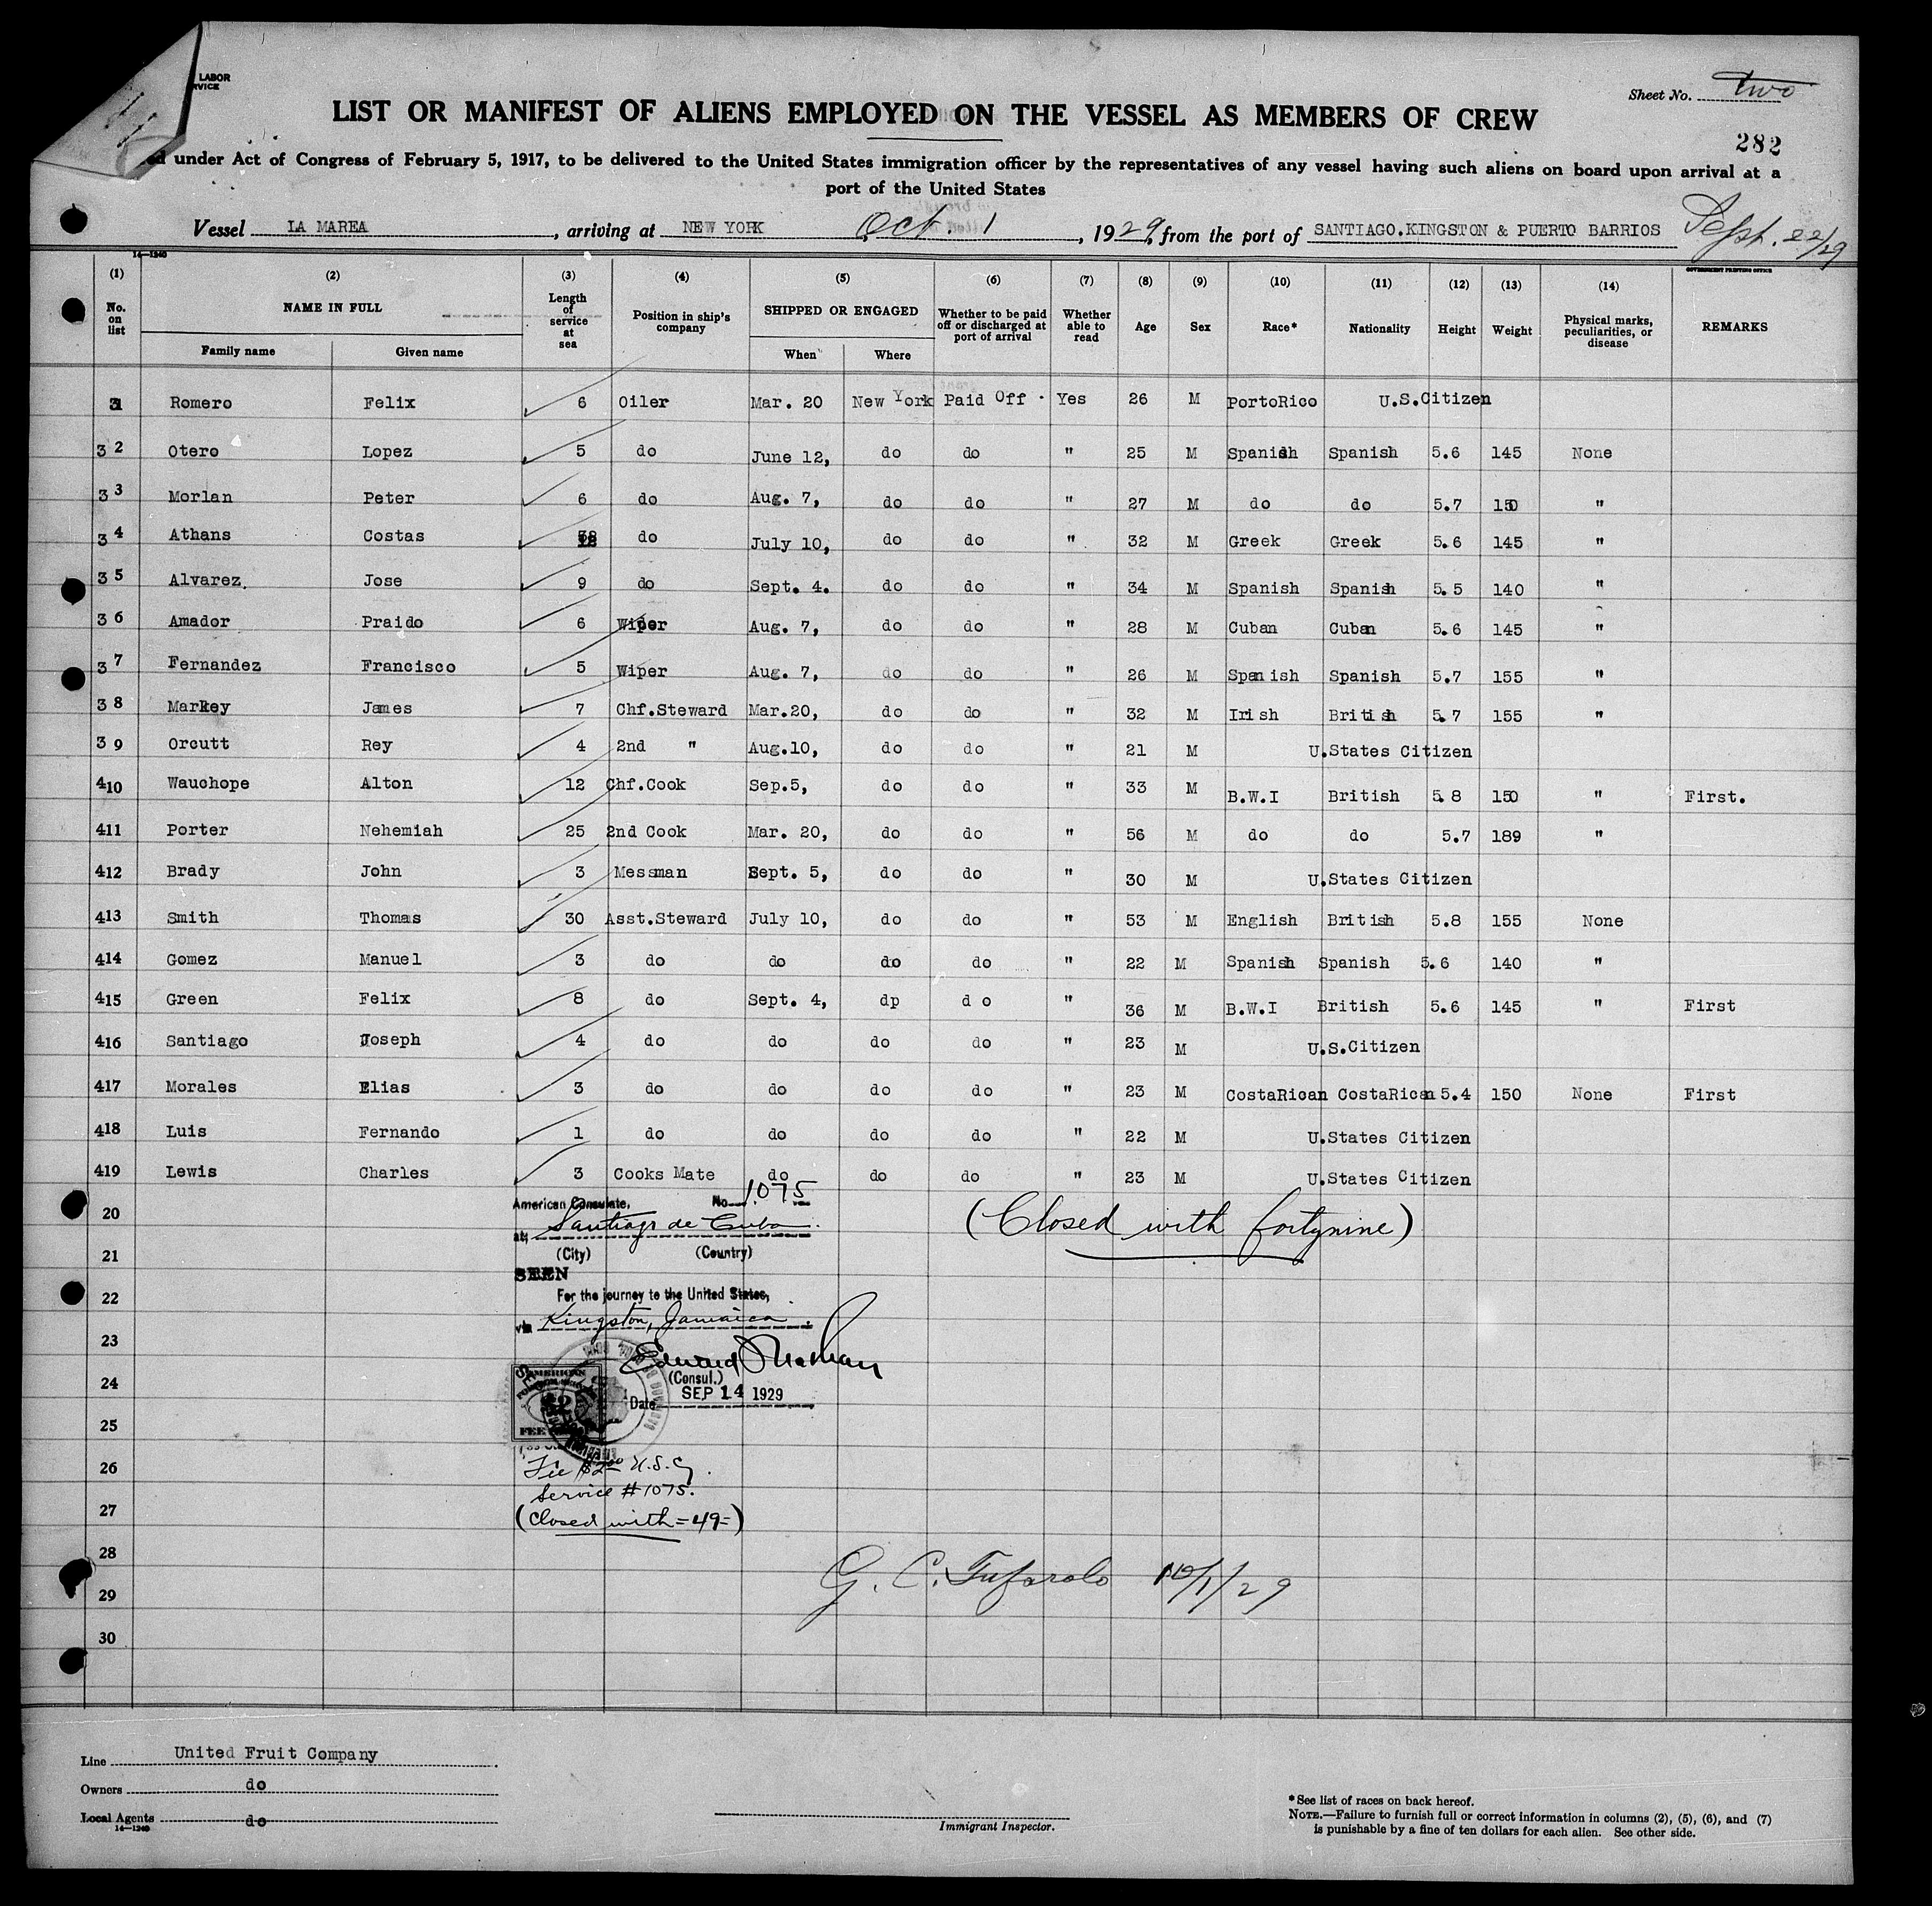 LABOR
RVICE
Sheet No. two
LIST OR MANIFEST OF ALIENS EMPLOYED ON THE VESSEL AS MEMBERS OF CREW
282
ed under Act of Congress of February 5, 1917, to be delivered to the United States immigration officer by the representatives of any vessel having such aliens on board upon arrival at a
port of the United States
Vessel LA MAREA, arriving at NEW YORK, Oct. 1, 1929, from the port of SANTIAGO.KINGSTON & PUERTO BARRIOS Sept. 22/29
14—1240
GOVERNMENT PRINTING OFFICE
(1) (2) (3) (4) (5) (6) (7) (8) (9) (10) (11) (12) (13) (14)
No. on list NAME IN FULL Family name Given name Length of service at sea Position in ship's company SHIPPED OR ENGAGED When Where Whether to be paid off or discharged at port of arrival Whether able to read Age Sex Race* Nationality Height Weight Physical marks, peculiarities, or disease REMARKS
31 Romero Felix 6 Oiler Mar. 20 New York Paid Off . Yes 26 M PortoRico U.S.Citizen
32 Otero Lopez 5 do June 12, do do " 25 M Spanish Spanish 5.6 145 None
33 Morlan Peter 6 do Aug. 7, do do " 27 M do do 5.7 150 "
34 Athans Costas do July 10, do do " 32 M Greek Greek 5.6 145 "
35 Alvarez. Jose 9 do Sept. 4. do do " 34 M Spanish Spanish 5.5 140 "
36 Amador Praido 6 Wiper Aug. 7, do do " 28 M Cuban Cuban 5.6 145 "
37 Fernandez Francisco 5 Wiper Aug. 7, do do " 26 M Spanish Spanish 5.7 155 "
38 Markey James 7 Chf.Steward Mar.20, do do " 32 M Irish British 5.7 155 "
39 Orcutt Rey 4 2nd " Aug.10, do do " 21 M U.States Citizen
410 Wauchope Alton 12 Chf.Cook Sep.5, do do " 33 M B.W.I British 5.8 150 " First.
411 Porter Nehemiah 25 2nd Cook Mar. 20, do do " 56 M do do 5.7 189 "
412 Brady John 3 Messman Sept. 5, do do " 30 M U.States Citizen
413 Smith Thomas 30 Asst.Steward July 10, do do " 53 M English British 5.8 155 None
414 Gomez Manuel 3 do do do do " 22 M Spanish Spanish 5.6 140 "
415 Green Felix 8 do Sept. 4, dp d o " 36 M B.W.I British 5.6 145 " First
416 Santiago Joseph 4 do do do do " 23 M U.S.Citizen
417 Morales Elias 3 do do do do " 23 M CostaRican CostaRican 5.4 150 None First
418 Luis Fernando 1 do do do do " 22 M U.States Citizen
419 Lewis Charles 3 Cooks Mate do do do " 23 M U.States Citizen
American Consulate, No. 1075
20
at; Santiago de Cuba.
(Closed with fortynine)
21
(City) (Country)
SEEN
22
For the journey to the United States,
via Kingston, Jamaica.
23
24
(Consul.)
Date SEP 14 1929
AMERICAN
FEE
25
26
Fee $2.00 U.S.Cy.
Service #1075.
27
(Closed with =49=)
28
G. C. Tufarolo 10/1/29
29
30
Line United Fruit Company
Owners do
Local Agents do
14—1240
Immigrant Inspector.
*See list of races on back hereof.
NOTE.—Failure to furnish full or correct information in columns (2), (5), (6), and (7)
is punishable by a fine of ten dollars for each alien. See other side.